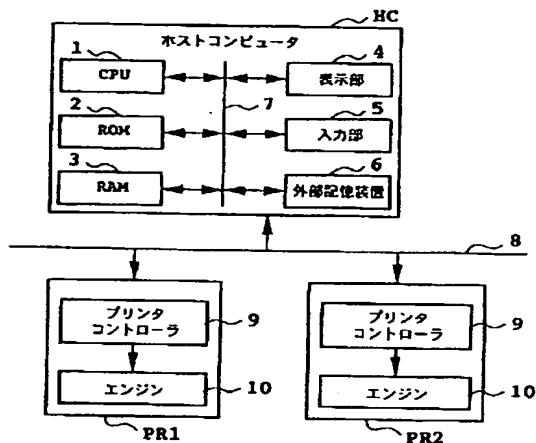 HC
ホストコンピュータ
1
CPU
4
表示部
7
2
ROM
5
入力部
3
RAM
6
外部記憶装置
8
プリンタ
コントローラ
9
エンジン
10
PR1
プリンタ
コントローラ
9
エンジン
10
PR2